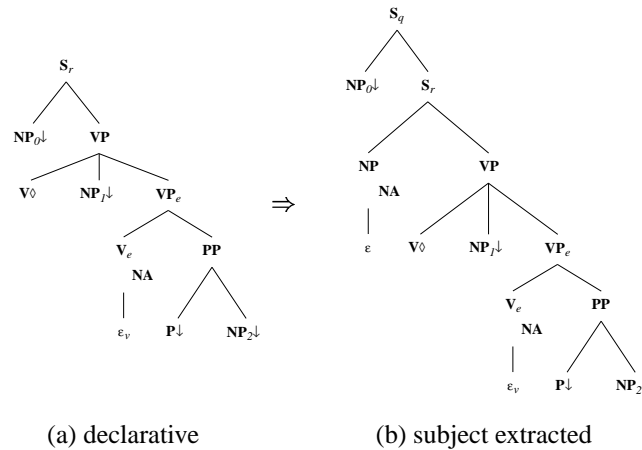 S_q
S_r
NP_0↓ S_r
NP_0↓ VP
NP VP
V◊ NP_1↓ VP_e ⇒ NA
ε V◊ NP_1↓ VP_e
V_e PP
NA
V_e PP
ε_v P↓ NP_2↓ NA
ε_v P↓ NP_2
(a) declarative (b) subject extracted